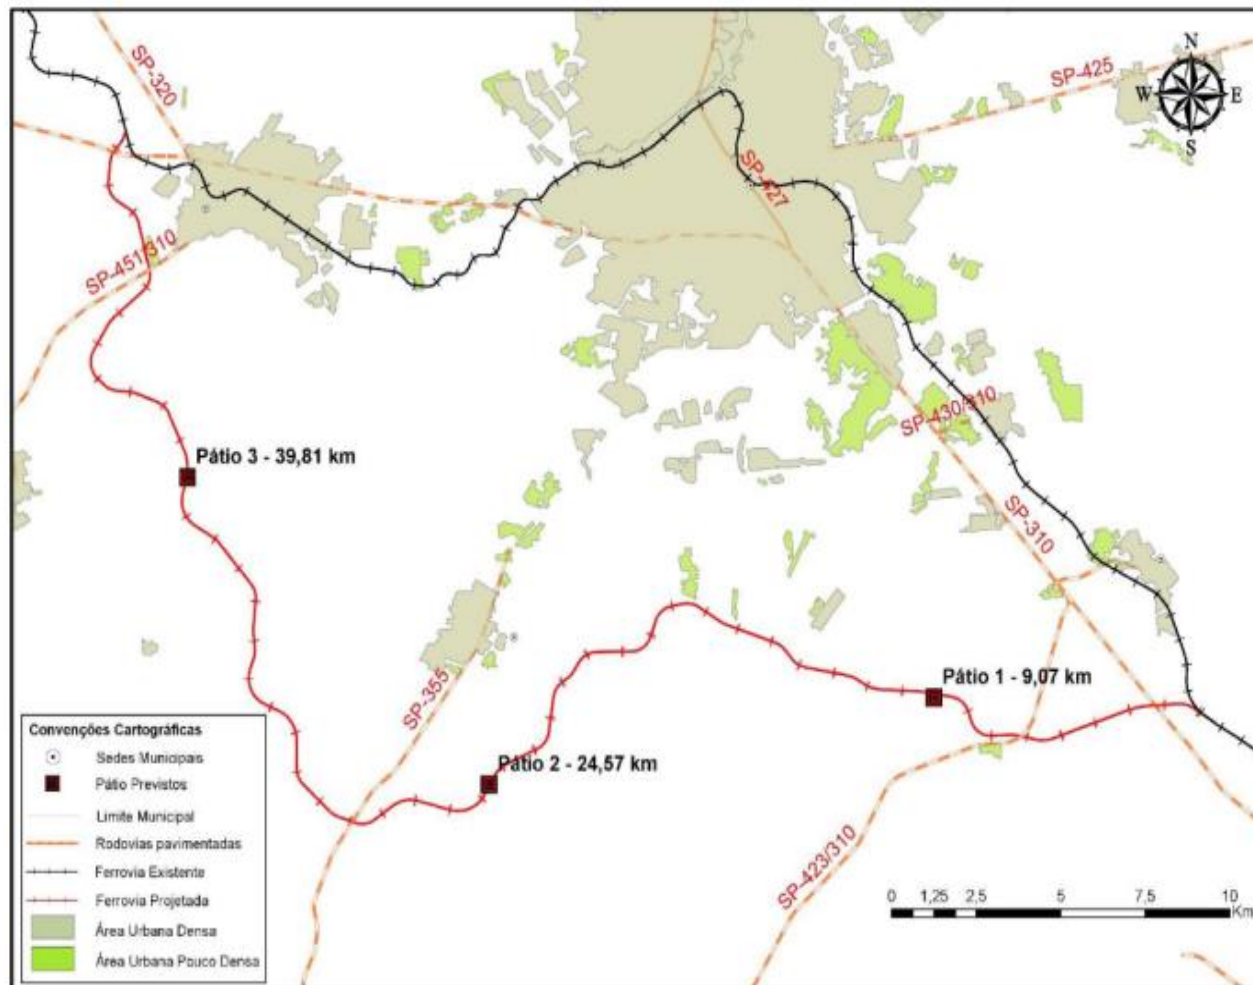 SP-320
SP-425
N
W
E
S
SP-427
SP-451/310
SP-430/310
Pátio 3 - 39,81 km
SP-310
SP-355
Pátio 1 - 9,07 km
Pátio 2 - 24,57 km
SP-423/310
Convenções Cartográficas
Sedes Municipais
Pátio Previstos
Limite Municipal
Rodovias pavimentadas
Ferrovia Existente
Ferrovia Projetada
Área Urbana Densa
Área Urbana Pouco Densa
0 1,25 2,5 5 7,5 10
Km